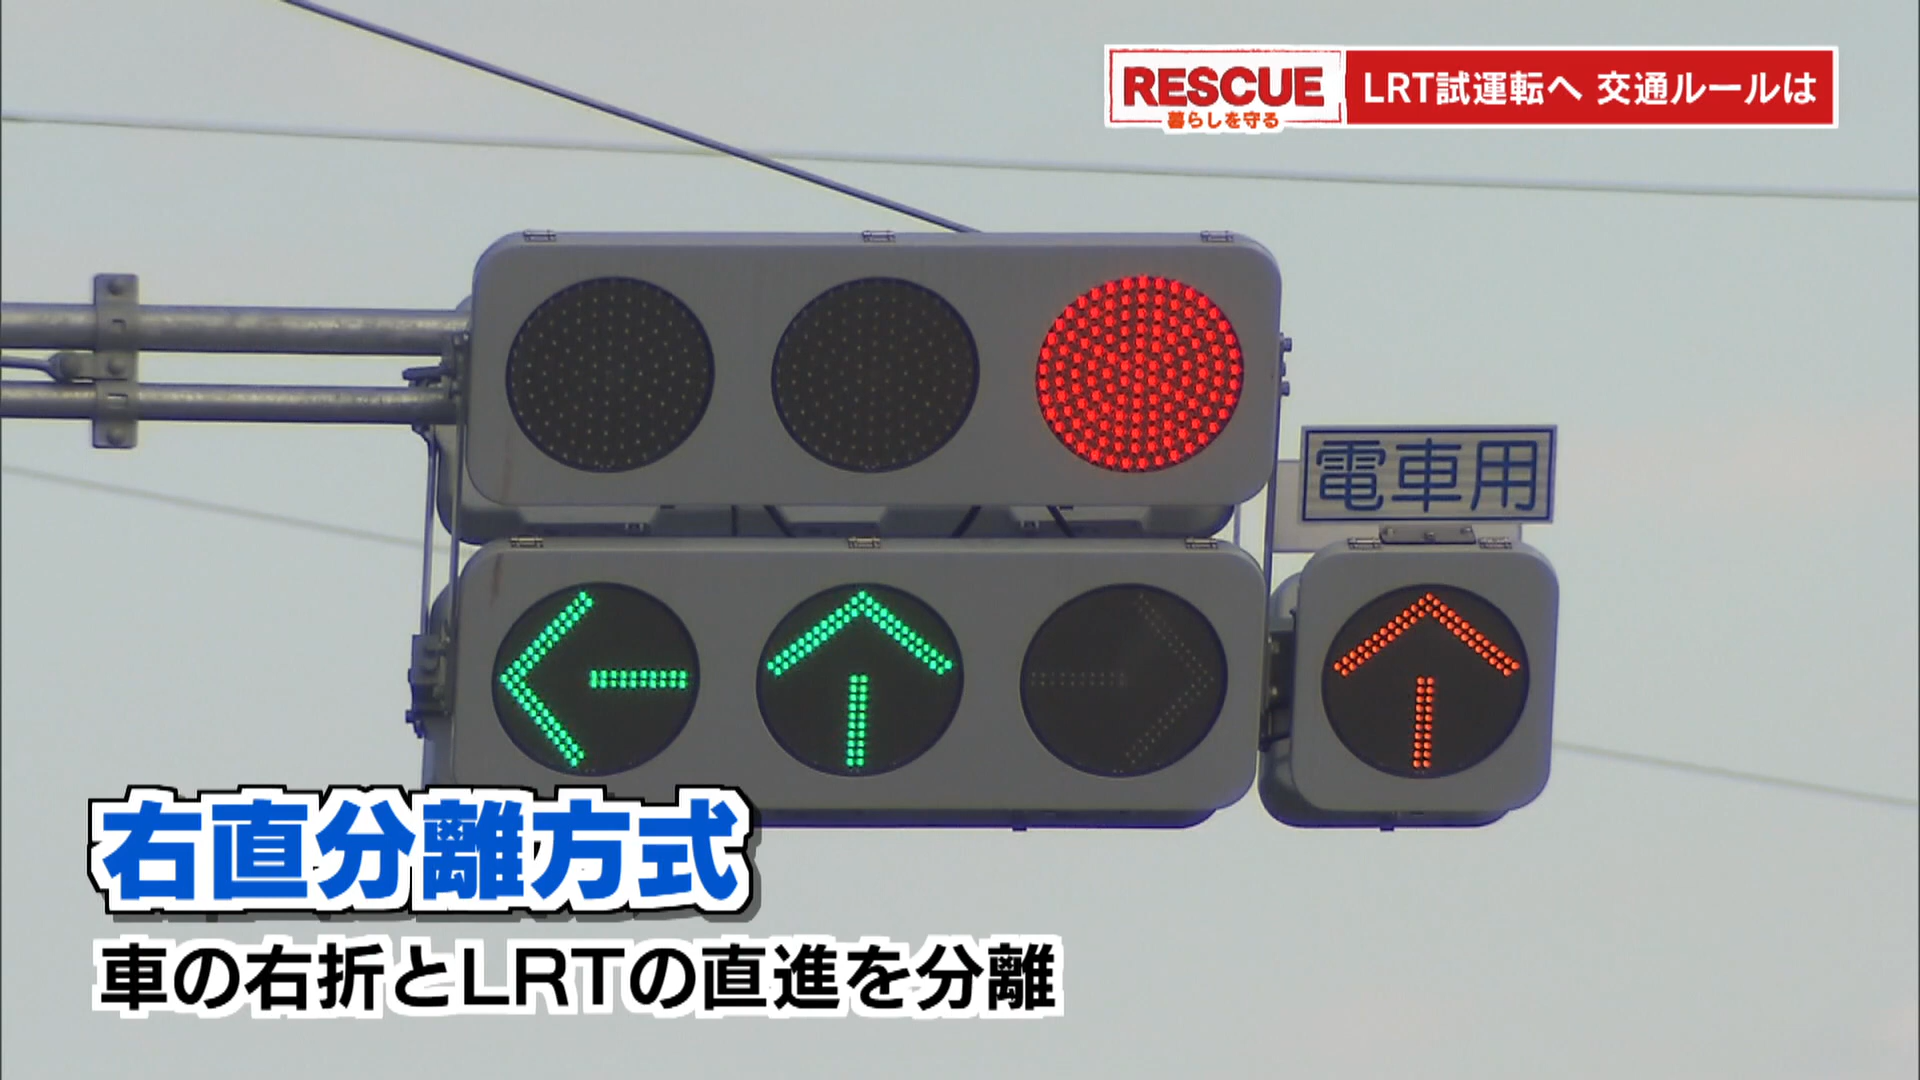 RESCUE
暮らしを守る
LRT試運転へ 交通ルールは
電車用
右直分離方式
車の右折とLRTの直進を分離